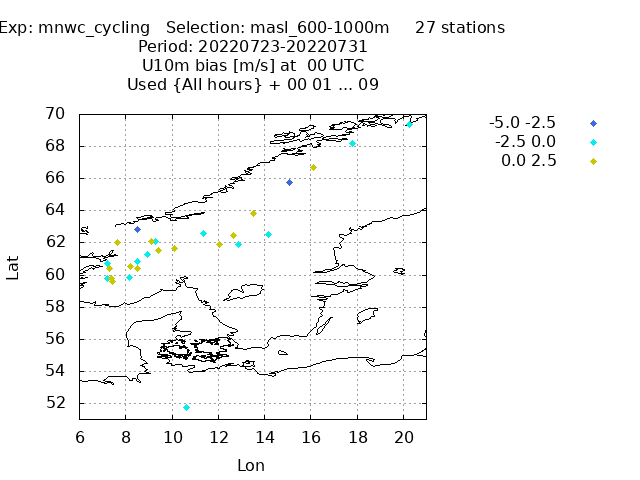 Exp: mnwc_cycling   Selection: masl_600-1000m     27 stations
Period: 20220723-20220731
U10m bias [m/s] at  00 UTC
Used {All hours} + 00 01 ... 09
-5.0 -2.5
-2.5 0.0
0.0 2.5
70
68
66
64
62
60
58
56
54
52
Lat
6 8 10 12 14 16 18 20
Lon